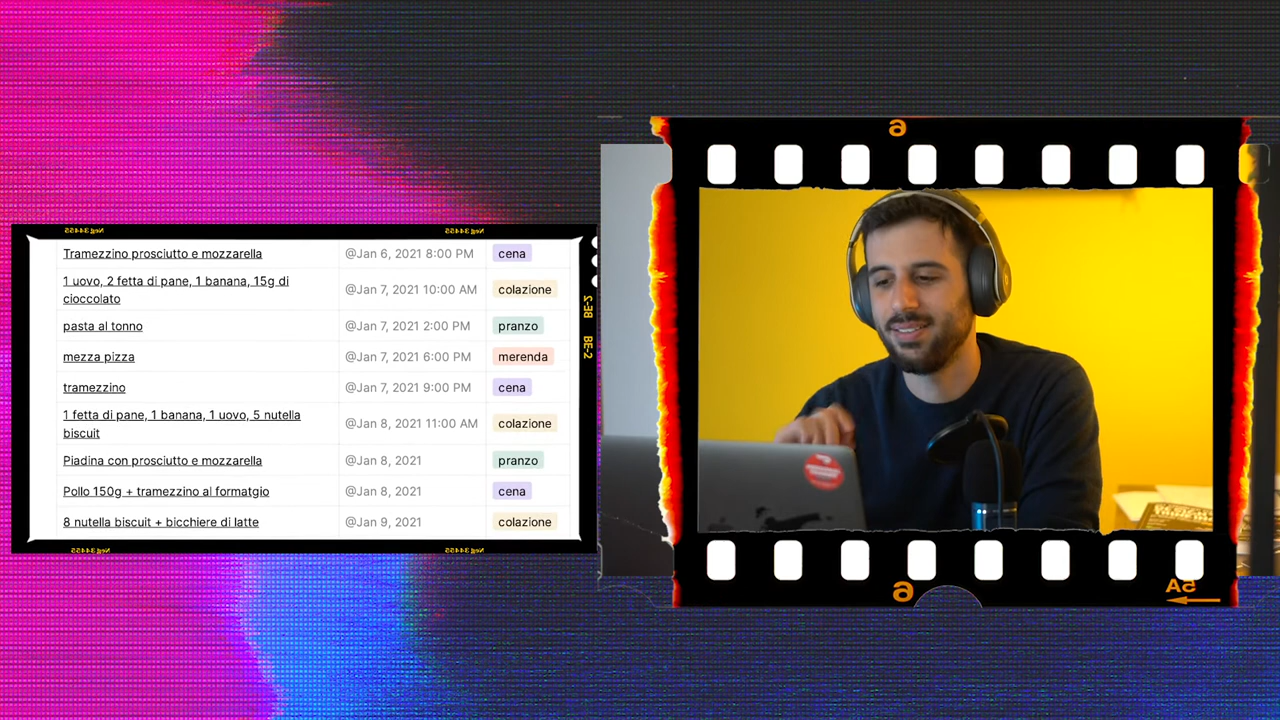 Tramezzino prosciutto e mozzarella @Jan 6, 2021 8:00 PM cena
1 uovo, 2 fetta di pane, 1 banana, 15g di
cioccolato @Jan 7, 2021 10:00 AM colazione
pasta al tonno @Jan 7, 2021 2:00 PM pranzo
mezza pizza @Jan 7, 2021 6:00 PM merenda
tramezzino @Jan 7, 2021 9:00 PM cena
1 fetta di pane, 1 banana, 1 uovo, 5 nutella
biscuit @Jan 8, 2021 11:00 AM colazione
Piadina con prosciutto e mozzarella @Jan 8, 2021 pranzo
Pollo 150g + tramezzino al formatgio @Jan 8, 2021 cena
8 nutella biscuit + bicchiere di latte @Jan 9, 2021 colazione